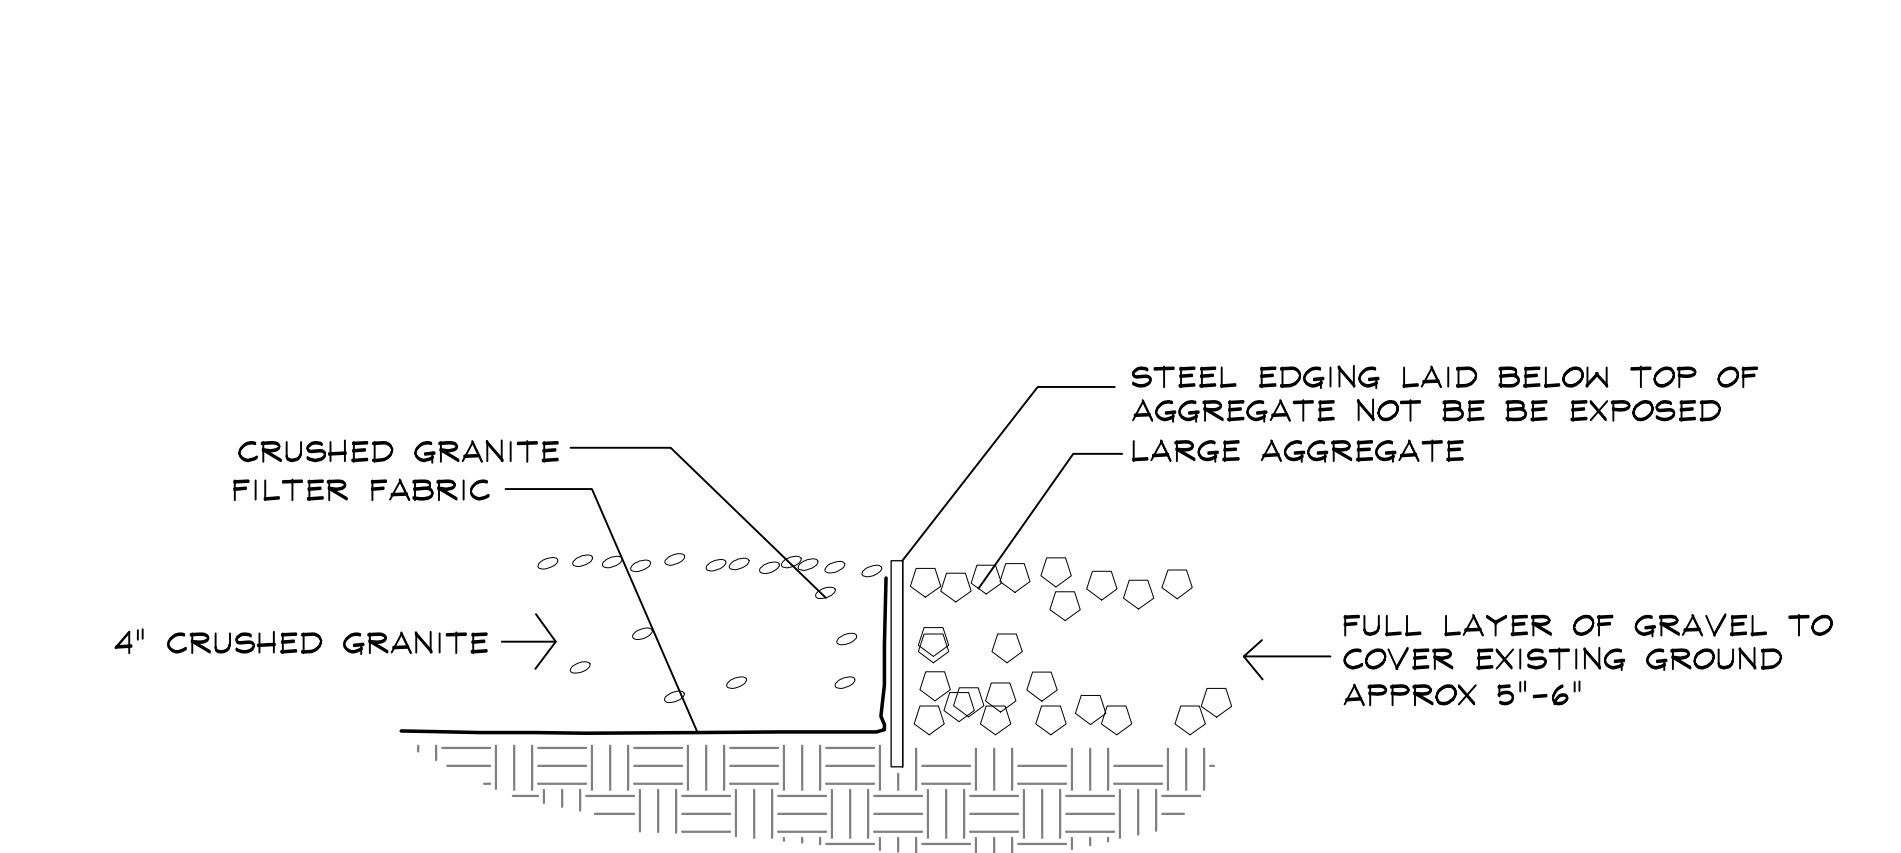 STEEL EDGING LAID BELOW TOP OF
AGGREGATE NOT BE BE EXPOSED
LARGE AGGREGATE
CRUSHED GRANITE
FILTER FABRIC
4" CRUSHED GRANITE
FULL LAYER OF GRAVEL TO
COVER EXISTING GROUND
APPROX 5"-6"